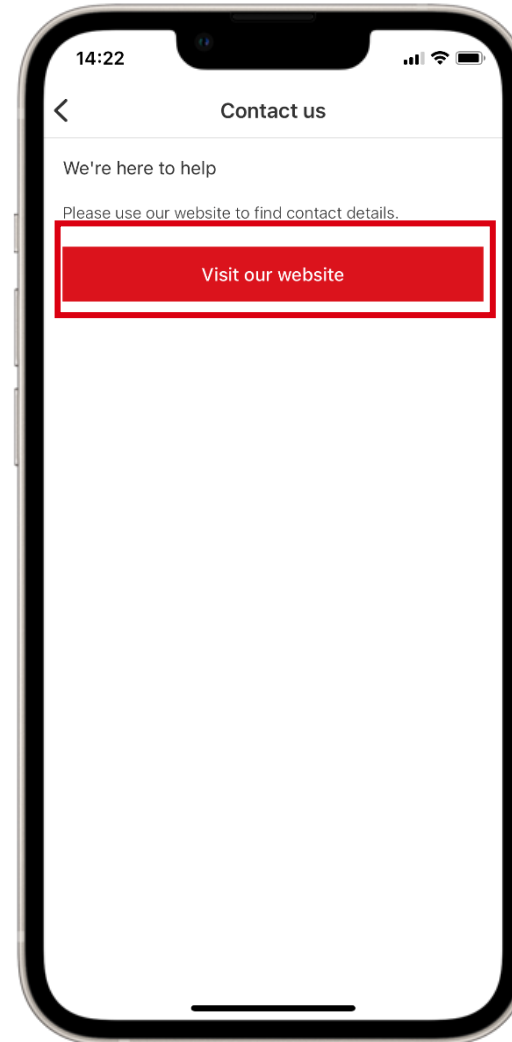 14:22
Contact us
We're here to help
Please use our website to find contact details.
Visit our website